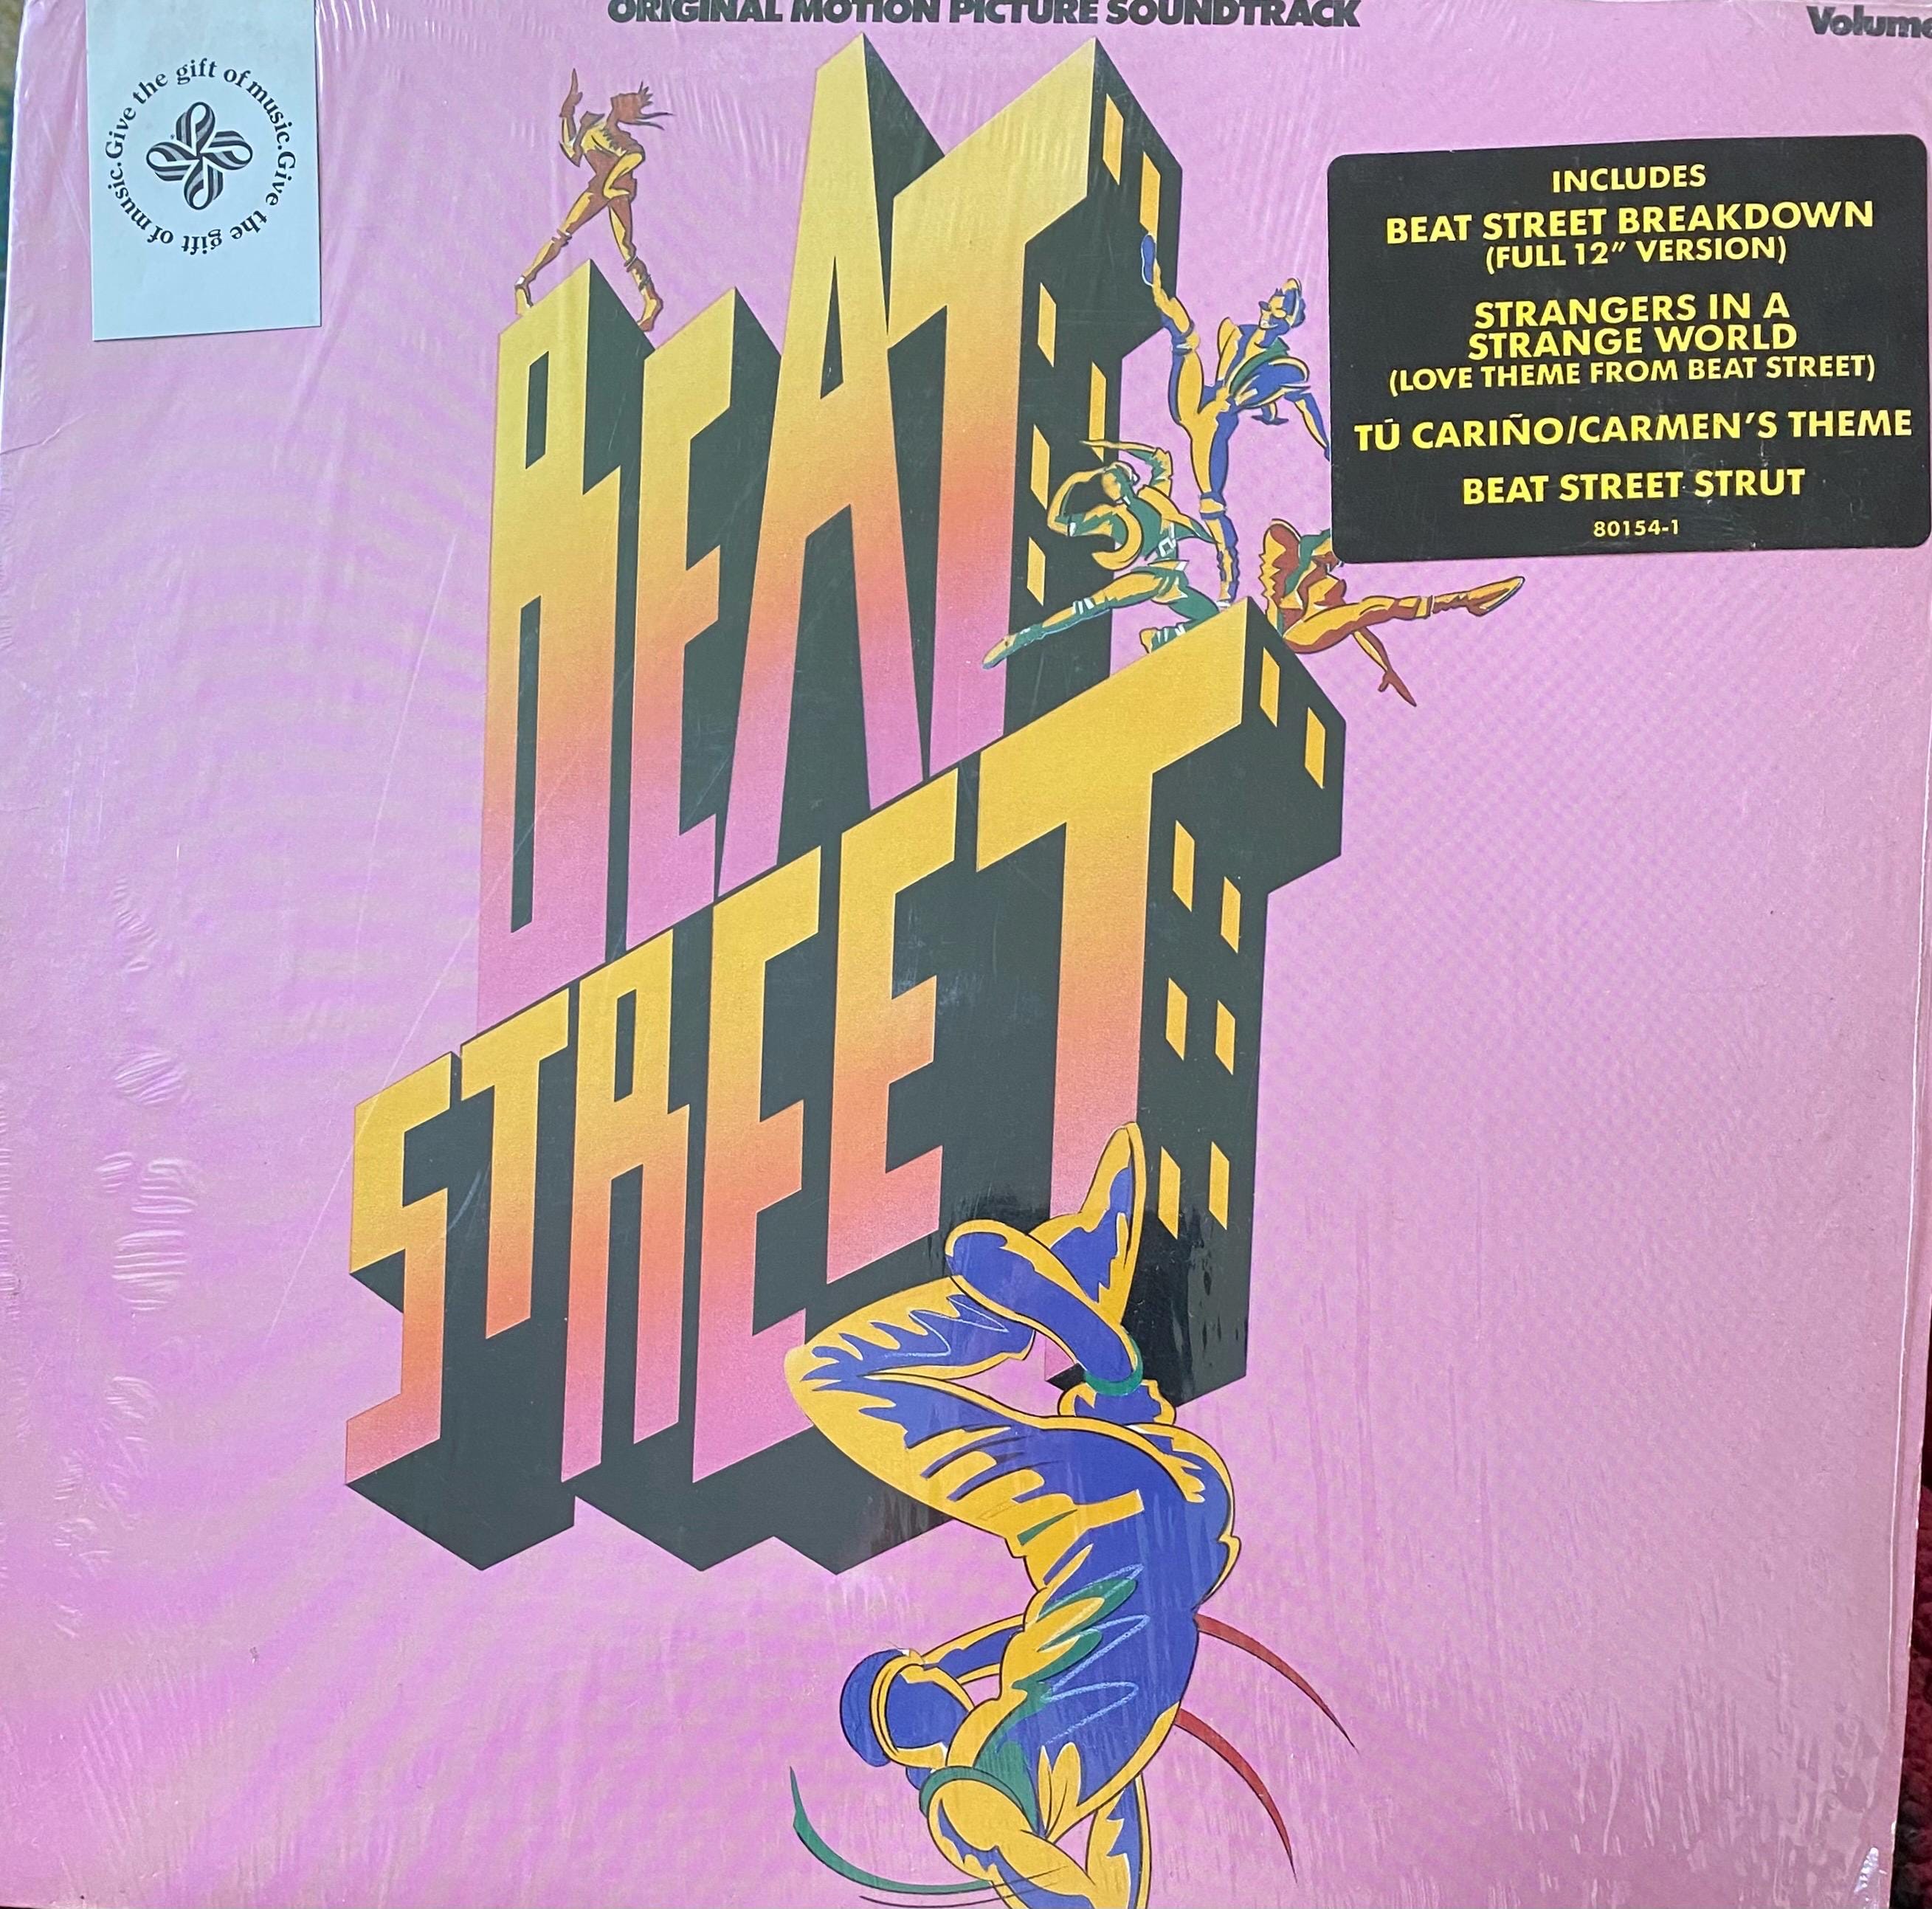 ORIGINAL MOTION PICTURE SOUNDTRACK
Volume
Give the gift of music. Give the gift of music.
BEAT
STREET
INCLUDES
BEAT STREET BREAKDOWN
(FULL 12" VERSION)
STRANGERS IN A
STRANGE WORLD
(LOVE THEME FROM BEAT STREET)
TÚ CARIÑO/CARMEN'S THEME
BEAT STREET STRUT
80154-1